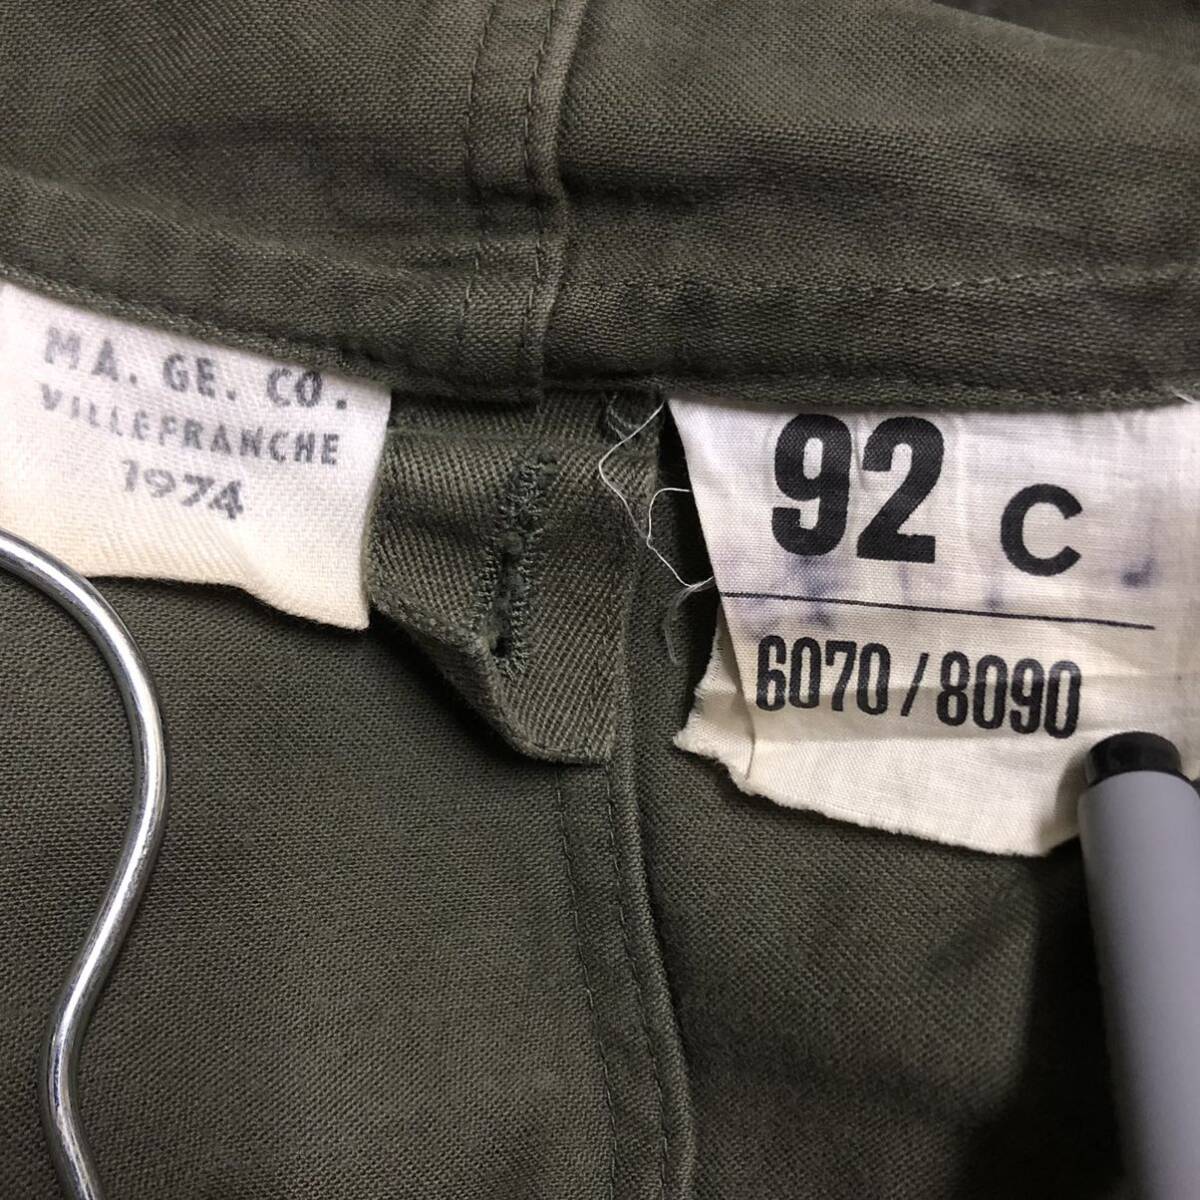 MA. GE. CO.
VILLEFRANCHE
1974
92 C
6070/8090